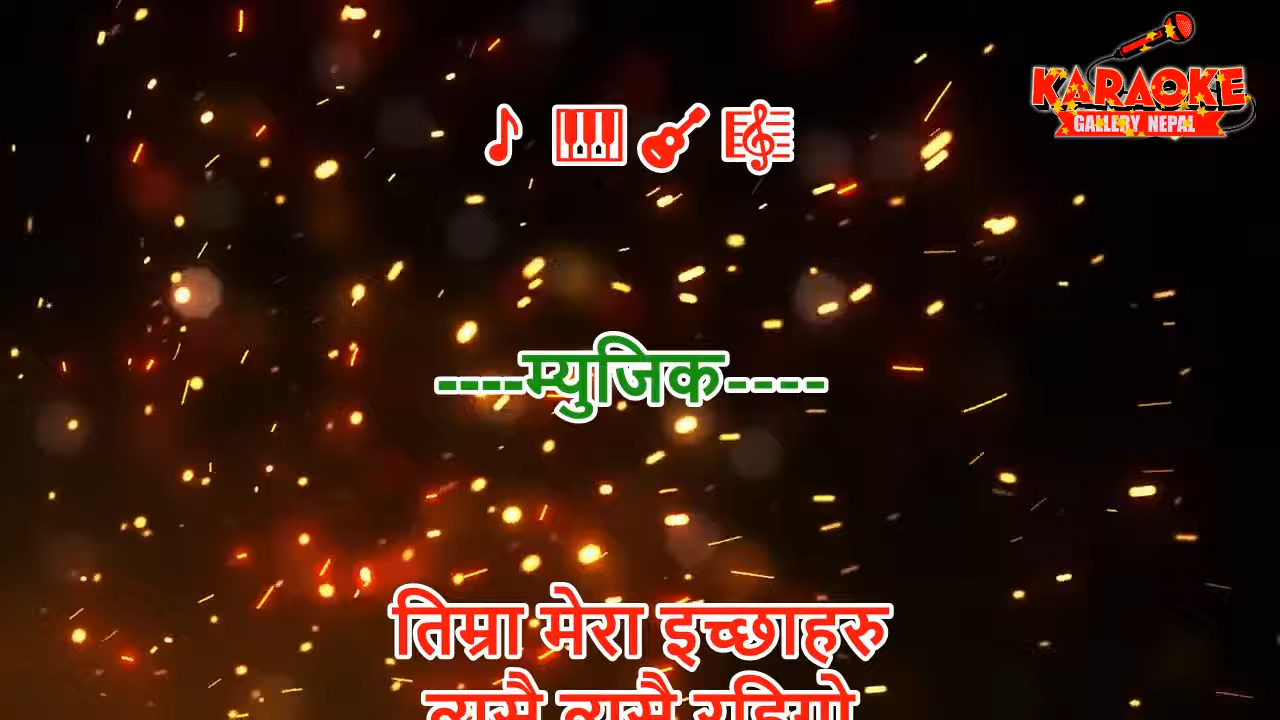 KARAOKE
GALLERY NEPAL
----म्युजिक----
तिम्रा मेरा इच्छाहरु